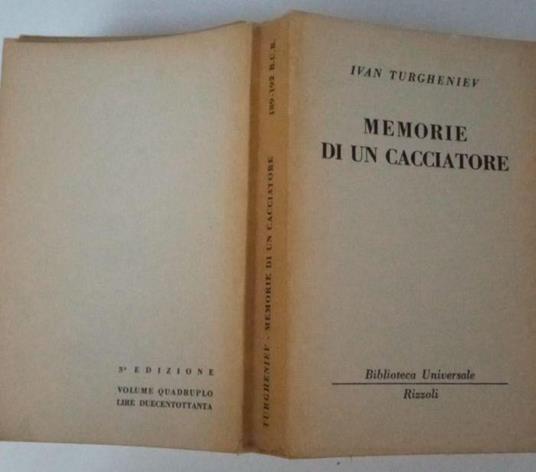 3ª EDIZIONE
VOLUME QUADRUPLO
LIRE DUECENTOTTANTA
TURGHENIEV - MEMORIE DI UN CACCIATORE 189-192 B.U.R.
IVAN TURGHENIEV
MEMORIE
DI UN CACCIATORE
Biblioteca Universale
Rizzoli